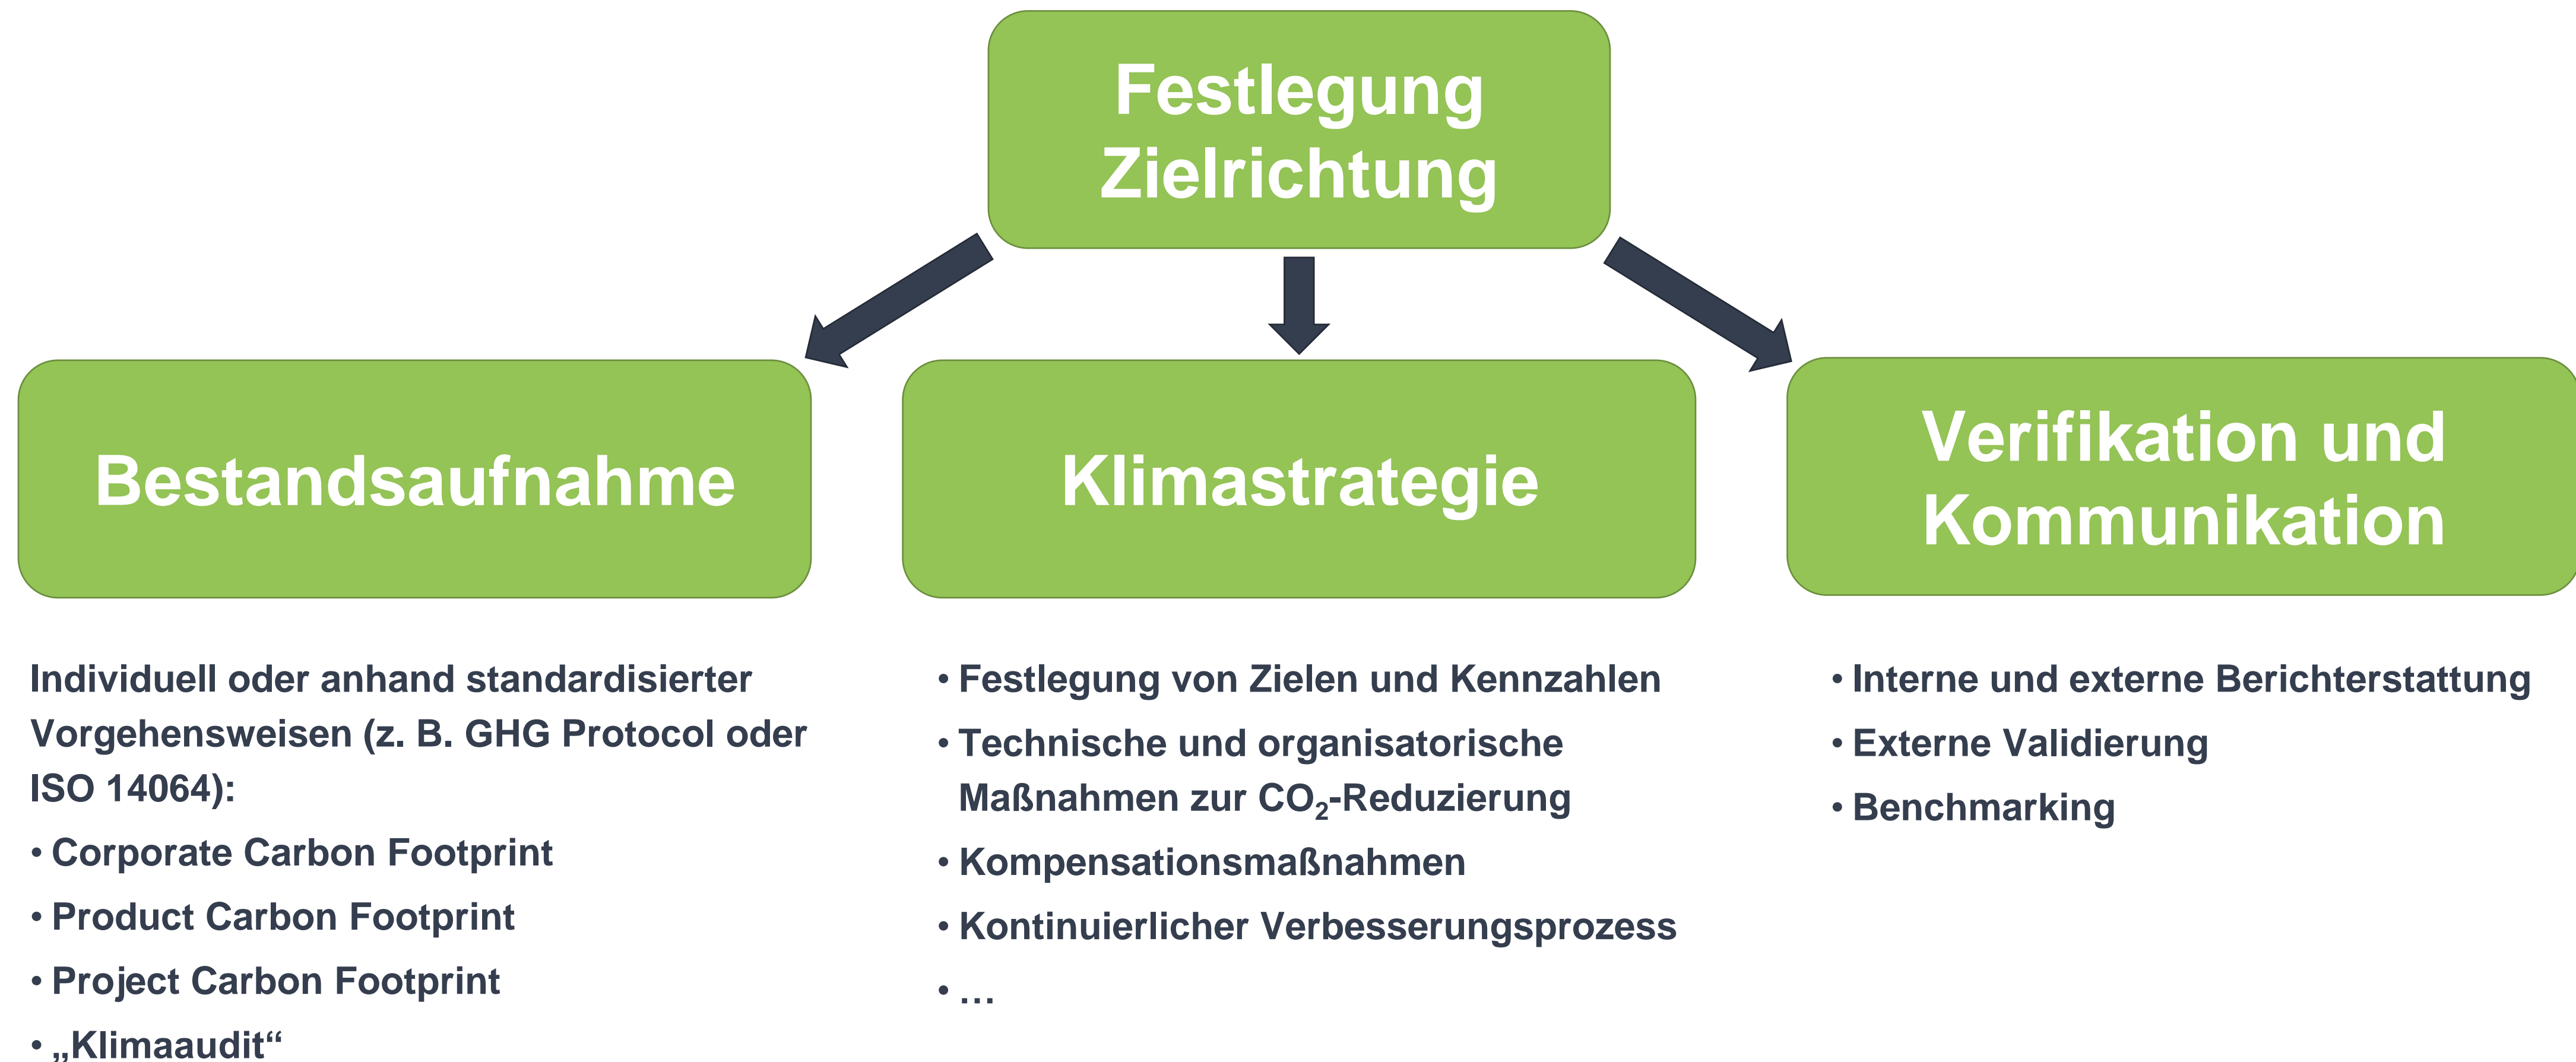 Festlegung
Zielrichtung
Bestandsaufnahme
Klimastrategie
Verifikation und
Kommunikation
Individuell oder anhand standardisierter
Vorgehensweisen (z. B. GHG Protocol oder
ISO 14064):
• Corporate Carbon Footprint
• Product Carbon Footprint
• Project Carbon Footprint
• „Klimaaudit“
• Festlegung von Zielen und Kennzahlen
• Technische und organisatorische
Maßnahmen zur CO₂-Reduzierung
• Kompensationsmaßnahmen
• Kontinuierlicher Verbesserungsprozess
• …
• Interne und externe Berichterstattung
• Externe Validierung
• Benchmarking